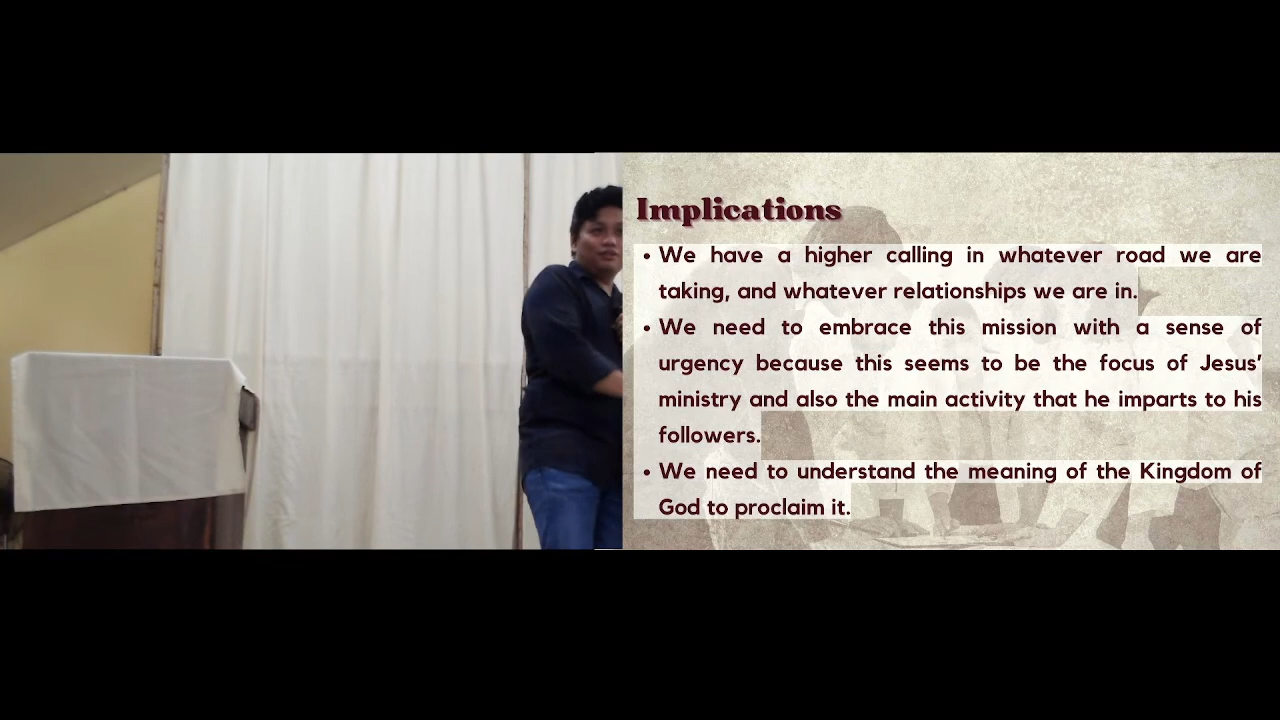 Implications
• We have a higher calling in whatever road we are
taking, and whatever relationships we are in.
• We need to embrace this mission with a sense of
urgency because this seems to be the focus of Jesus’
ministry and also the main activity that he imparts to his
followers.
• We need to understand the meaning of the Kingdom of
God to proclaim it.